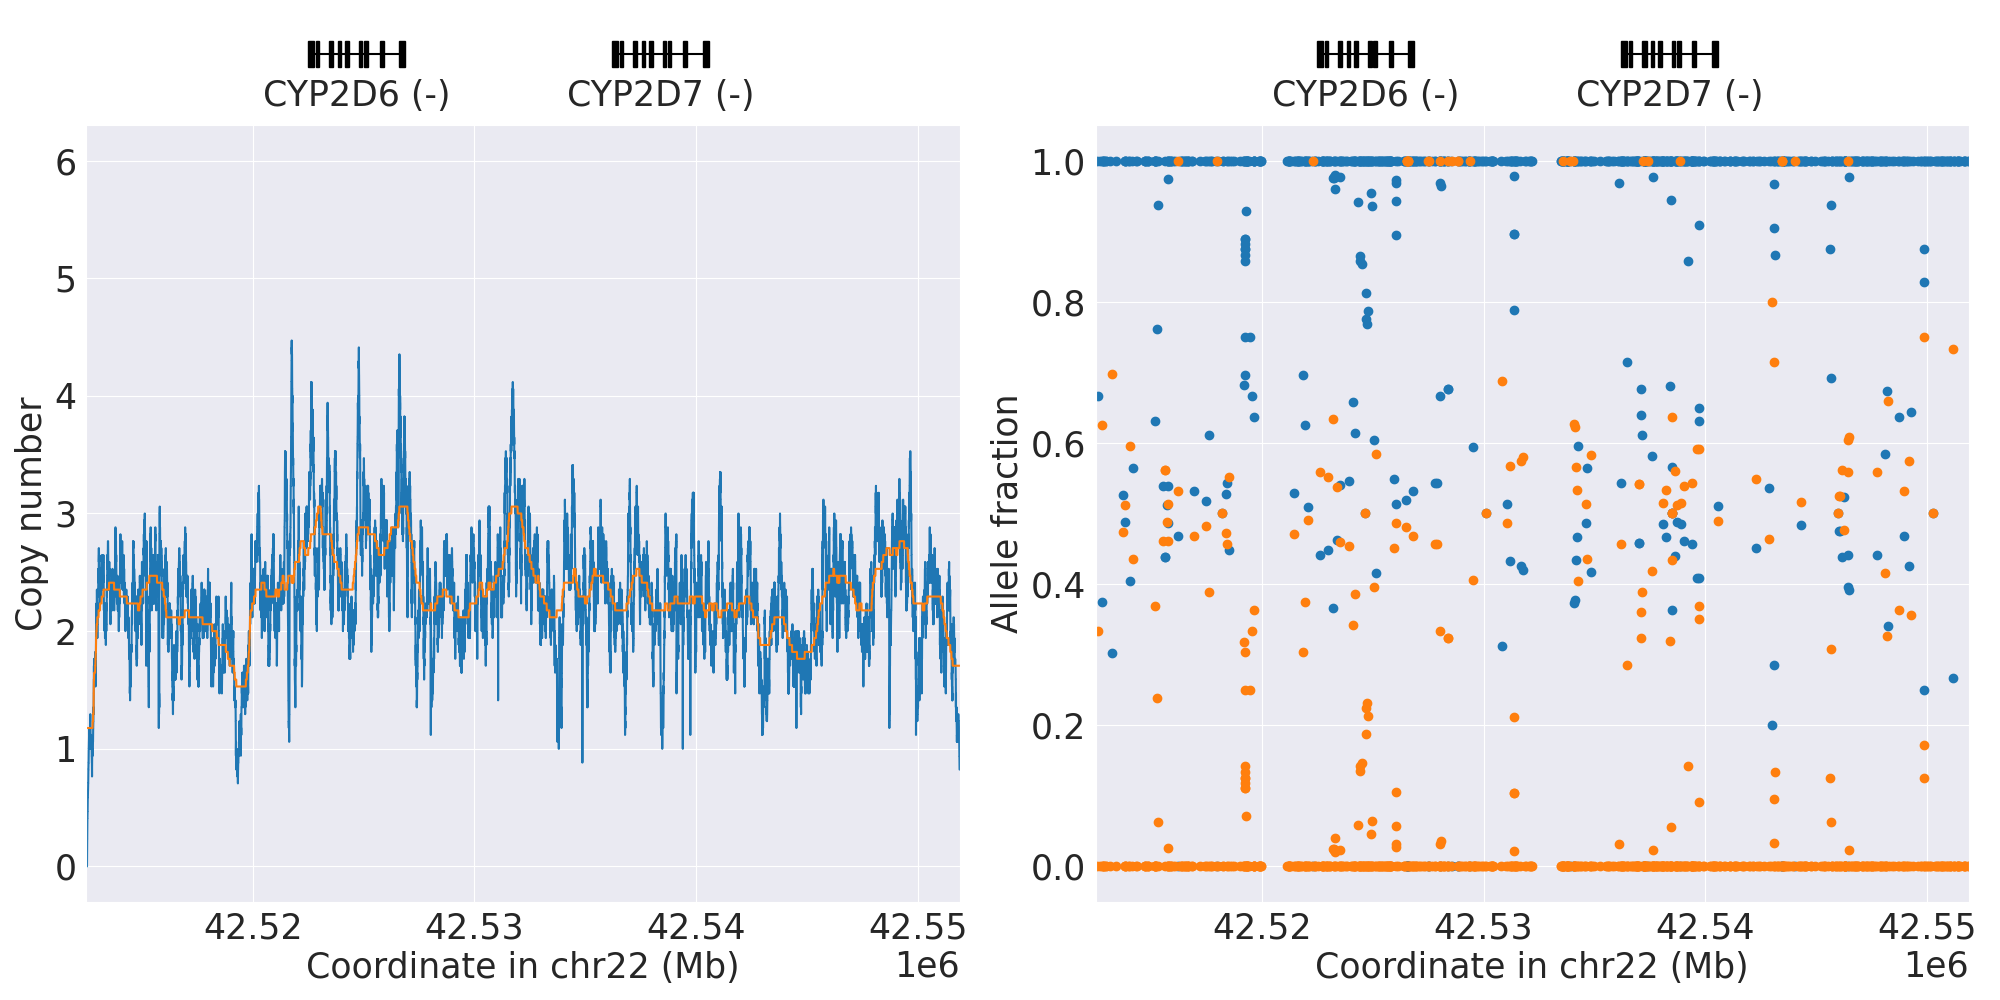 CYP2D6 (-)
CYP2D7 (-)
6
5
4
3
2
1
0
Copy number
42.52
42.53
42.54
42.55
Coordinate in chr22 (Mb)
1e6
CYP2D6 (-)
CYP2D7 (-)
1.0
0.8
0.6
0.4
0.2
0.0
Allele fraction
42.52
42.53
42.54
42.55
Coordinate in chr22 (Mb)
1e6